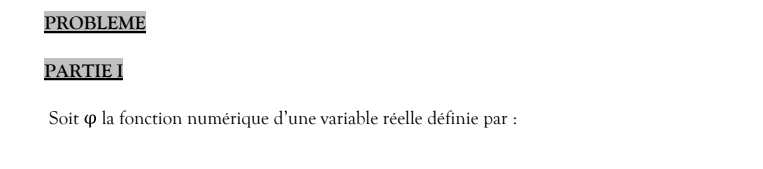 PROBLEME
PARTIE I
Soit φ la fonction numérique d’une variable réelle définie par :